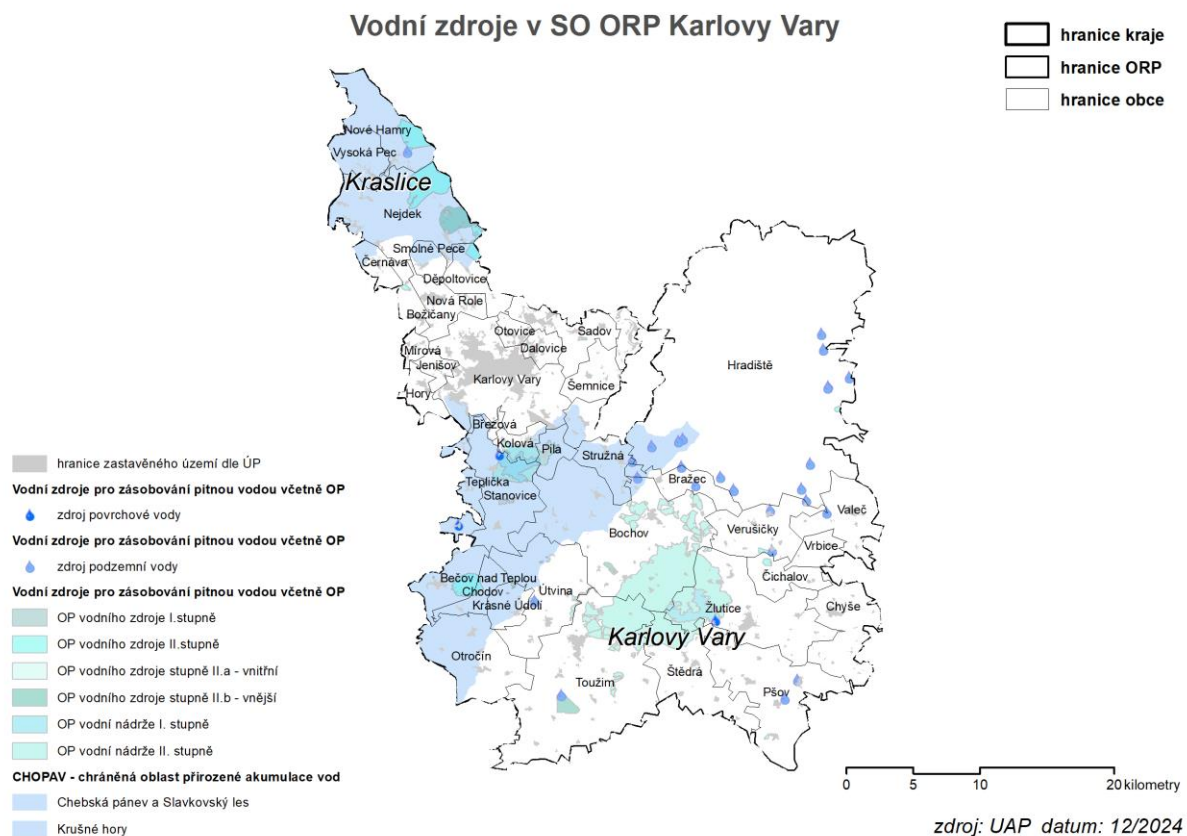 Vodní zdroje v SO ORP Karlovy Vary
hranice kraje
hranice ORP
hranice obce
Nové Hamry
Vysoká Pec
Kraslice
Nejdek
Smolné Pece
Černava
Děpoltovice
Nová Role
Božičany
Otovice
Sadov
Dalovice
Mírová
Jenišov
Karlovy Vary
Hory
Šemnice
Hradiště
Březová
Kolová
Pila
Stružná
Teplička
Stanovice
Bražec
Bochov
Verušičky
Valeč
Vrbice
Čichalov
Bečov nad Teplou
Chodov
Krásné Údolí
Útvina
Žlutice
Chyše
Karlovy Vary
Otročín
Toužim
Štědrá
Pšov
hranice zastavěného území dle ÚP
Vodní zdroje pro zásobování pitnou vodou včetně OP
zdroj povrchové vody
Vodní zdroje pro zásobování pitnou vodou včetně OP
zdroj podzemní vody
Vodní zdroje pro zásobování pitnou vodou včetně OP
OP vodního zdroje I.stupně
OP vodního zdroje II.stupně
OP vodního zdroje stupně II.a - vnitřní
OP vodního zdroje stupně II.b - vnější
OP vodní nádrže I. stupně
OP vodní nádrže II. stupně
CHOPAV - chráněná oblast přirozené akumulace vod
Chebská pánev a Slavkovský les
Krušné hory
0 5 10 20 kilometry
zdroj: UAP datum: 12/2024